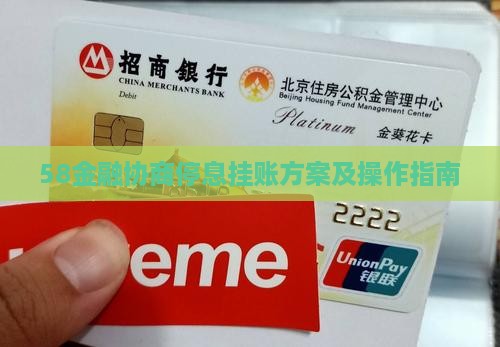 招商银行
CHINA MERCHANTS BANK
Debit
北京住房公积金管理中心
Beijing Housing Fund Management Center
Platinum
金葵花卡
58金融协商停息挂账方案及操作指南
2222
eme
UnionPay
银联